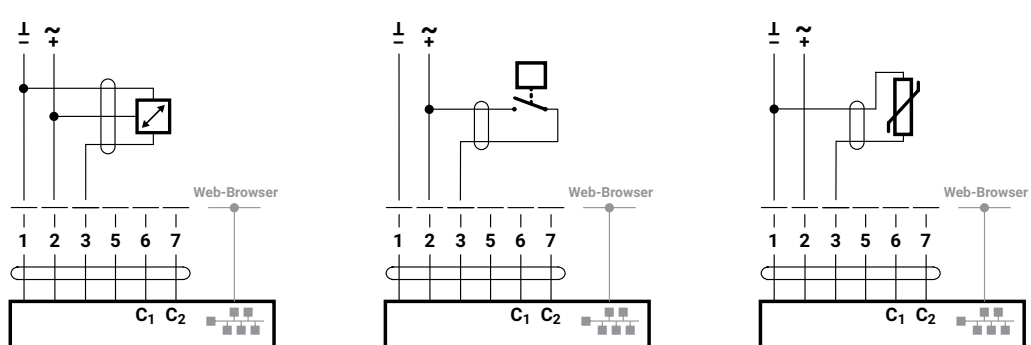 ⊥ ~ ⊥ ~ ⊥ ~
− + − + − +
Web-Browser Web-Browser Web-Browser
1 2 3 5 6 7 1 2 3 5 6 7 1 2 3 5 6 7
C₁ C₂ C₁ C₂ C₁ C₂